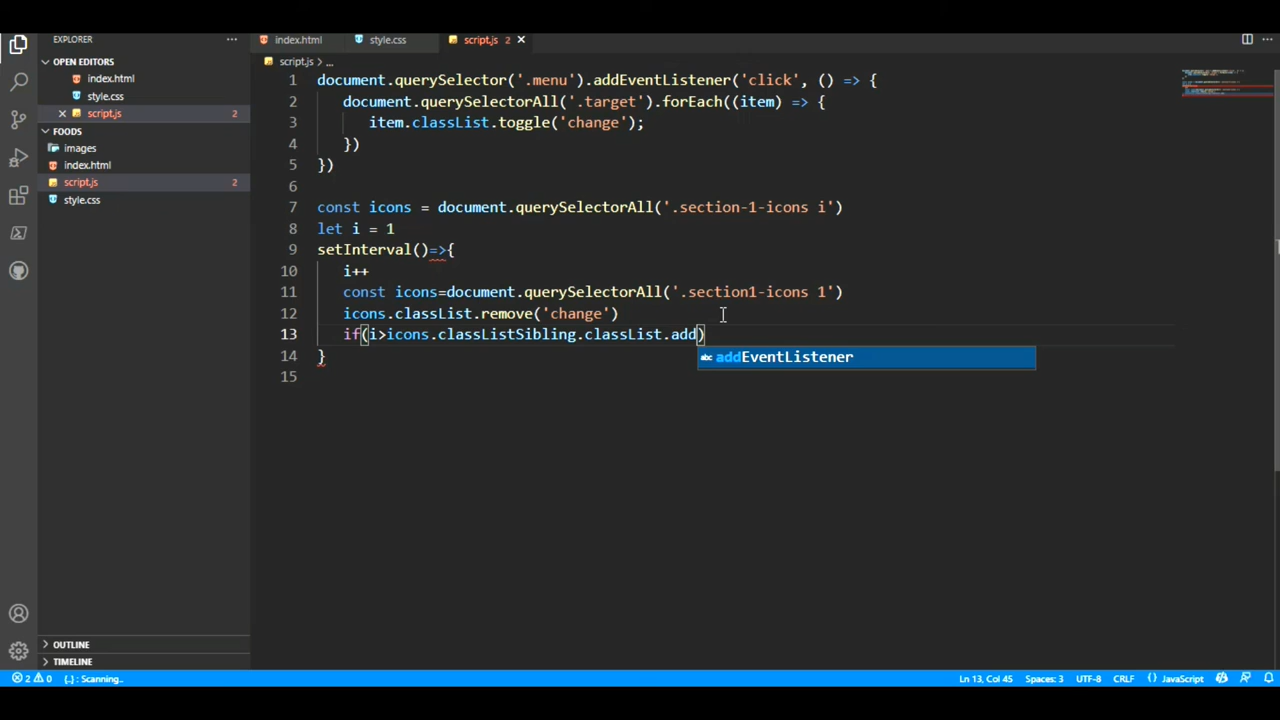 EXPLORER
index.html
style.css
script.js 2
OPEN EDITORS
index.html
style.css
script.js 2
FOODS
images
index.html
script.js 2
style.css
script.js > ...
1 document.querySelector('.menu').addEventListener('click', () => {
2 document.querySelectorAll('.target').forEach((item) => {
3 item.classList.toggle('change');
4 })
5 })
6
7 const icons = document.querySelectorAll('.section-1-icons i')
8 let i = 1
9 setInterval()=>{
10 i++
11 const icons=document.querySelectorAll('.section1-icons 1')
12 icons.classList.remove('change')
13 if(i>icons.classListSibling.classList.add)
abc addEventListener
14 }
15
OUTLINE
TIMELINE
2 0 {..} : Scanning.. Ln 13, Col 45 Spaces: 3 UTF-8 CRLF JavaScript